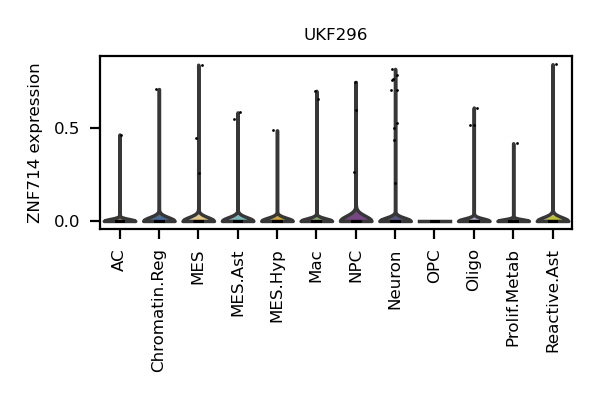 UKF296
ZNF714 expression
0.5
0.0
AC
Chromatin.Reg
MES
MES.Ast
MES.Hyp
Mac
NPC
Neuron
OPC
Oligo
Prolif.Metab
Reactive.Ast